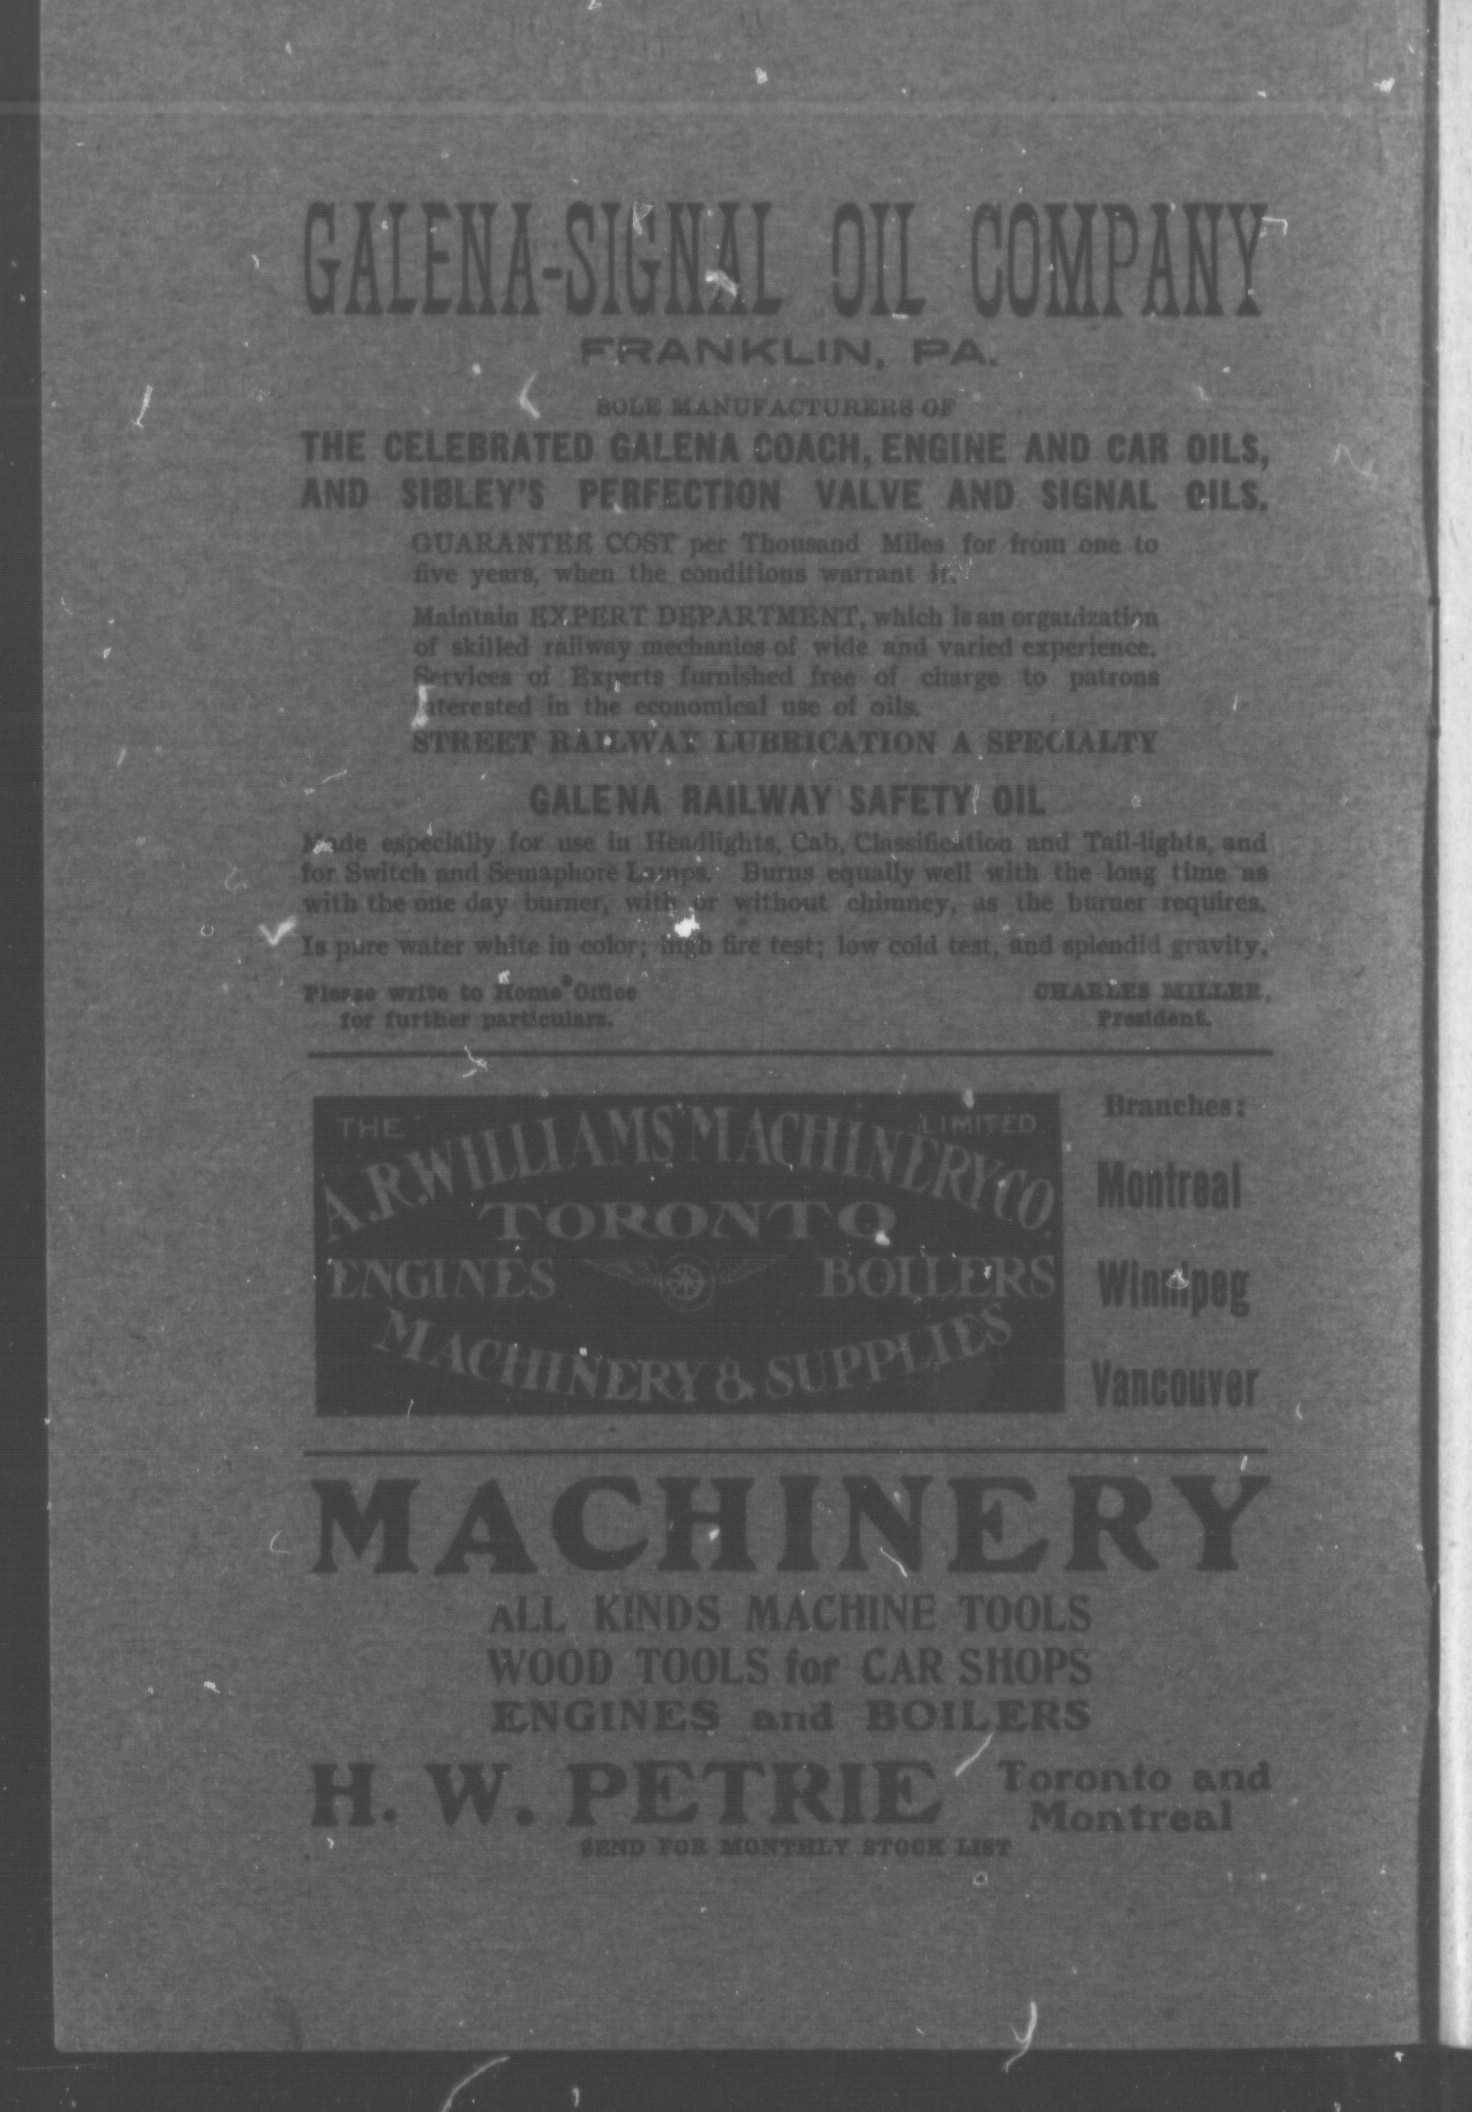 GALENA-SIGNAL OIL COMPANY
FRANKLIN, PA.
SOLE MANUFACTURERS OF
THE CELEBRATED GALENA COACH, ENGINE AND CAR OILS,
AND SIBLEY'S PERFECTION VALVE AND SIGNAL OILS.
GUARANTEE COST per Thousand Miles for from one to
five years, when the conditions warrant it.
Maintain EXPERT DEPARTMENT, which is an organization
of skilled railway mechanics of wide and varied experience.
Services of Experts furnished free of charge to patrons
interested in the economical use of oils.
STREET RAILWAY LUBRICATION A SPECIALTY
GALENA RAILWAY SAFETY OIL
Made especially for use in Headlights, Cab, Classification and Tail-lights, and
for Switch and Semaphore Lamps. Burns equally well with the long time as
with the one day burner, with or without chimney, as the burner requires.
Is pure water white in color; high fire test; low cold test, and splendid gravity.
Please write to Home Office
for further particulars.
CHARLES MILLER,
President.
THE LIMITED
A.R.WILLIAMS MACHINERY CO.
TORONTO
ENGINES BOILERS
MACHINERY & SUPPLIES
Branches:
Montreal
Winnipeg
Vancouver
MACHINERY
ALL KINDS MACHINE TOOLS
WOOD TOOLS for CAR SHOPS
ENGINES and BOILERS
H. W. PETRIE Toronto and
Montreal
SEND FOR MONTHLY STOCK LIST